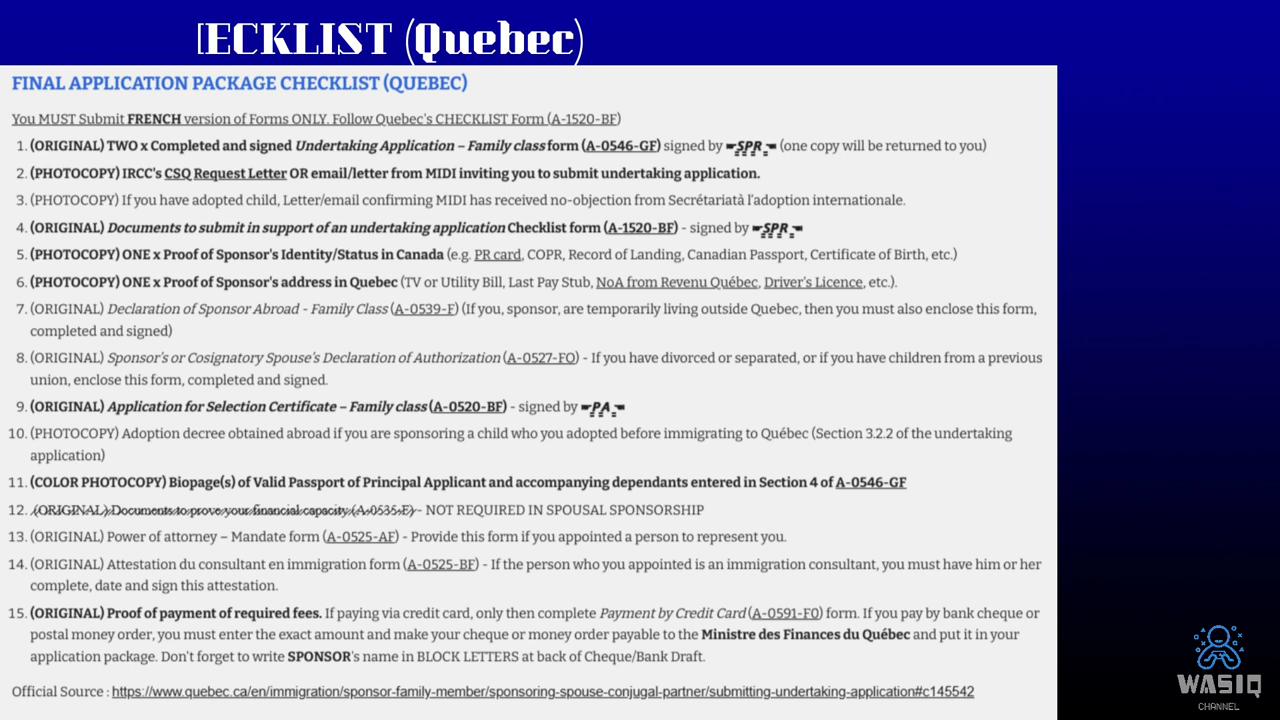 ECKLIST (Quebec)
FINAL APPLICATION PACKAGE CHECKLIST (QUEBEC)
You MUST Submit FRENCH version of Forms ONLY. Follow Quebec's CHECKLIST Form (A-1520-BF)
1. (ORIGINAL) TWO x Completed and signed Undertaking Application – Family class form (A-0546-GF) signed by ☛SPR☚ (one copy will be returned to you)
2. (PHOTOCOPY) IRCC's CSQ Request Letter OR email/letter from MIDI inviting you to submit undertaking application.
3. (PHOTOCOPY) If you have adopted child, Letter/email confirming MIDI has received no-objection from Secrétariatà l'adoption internationale.
4. (ORIGINAL) Documents to submit in support of an undertaking application Checklist form (A-1520-BF) - signed by ☛SPR☚
5. (PHOTOCOPY) ONE x Proof of Sponsor's Identity/Status in Canada (e.g. PR card, COPR, Record of Landing, Canadian Passport, Certificate of Birth, etc.)
6. (PHOTOCOPY) ONE x Proof of Sponsor's address in Quebec (TV or Utility Bill, Last Pay Stub, NoA from Revenu Québec, Driver's Licence, etc.).
7. (ORIGINAL) Declaration of Sponsor Abroad - Family Class (A-0539-F) (If you, sponsor, are temporarily living outside Quebec, then you must also enclose this form,
completed and signed)
8. (ORIGINAL) Sponsor's or Cosignatory Spouse's Declaration of Authorization (A-0527-FO) - If you have divorced or separated, or if you have children from a previous
union, enclose this form, completed and signed.
9. (ORIGINAL) Application for Selection Certificate – Family class (A-0520-BF) - signed by ☛PA☚
10. (PHOTOCOPY) Adoption decree obtained abroad if you are sponsoring a child who you adopted before immigrating to Québec (Section 3.2.2 of the undertaking
application)
11. (COLOR PHOTOCOPY) Biopage(s) of Valid Passport of Principal Applicant and accompanying dependants entered in Section 4 of A-0546-GF
12. (ORIGINAL) Documents to prove your financial capacity (A-0535-F) - NOT REQUIRED IN SPOUSAL SPONSORSHIP
13. (ORIGINAL) Power of attorney – Mandate form (A-0525-AF) - Provide this form if you appointed a person to represent you.
14. (ORIGINAL) Attestation du consultant en immigration form (A-0525-BF) - If the person who you appointed is an immigration consultant, you must have him or her
complete, date and sign this attestation.
15. (ORIGINAL) Proof of payment of required fees. If paying via credit card, only then complete Payment by Credit Card (A-0591-F0) form. If you pay by bank cheque or
postal money order, you must enter the exact amount and make your cheque or money order payable to the Ministre des Finances du Québec and put it in your
application package. Don't forget to write SPONSOR's name in BLOCK LETTERS at back of Cheque/Bank Draft.
Official Source : https://www.quebec.ca/en/immigration/sponsor-family-member/sponsoring-spouse-conjugal-partner/submitting-undertaking-application#c145542
WASIQ
CHANNEL